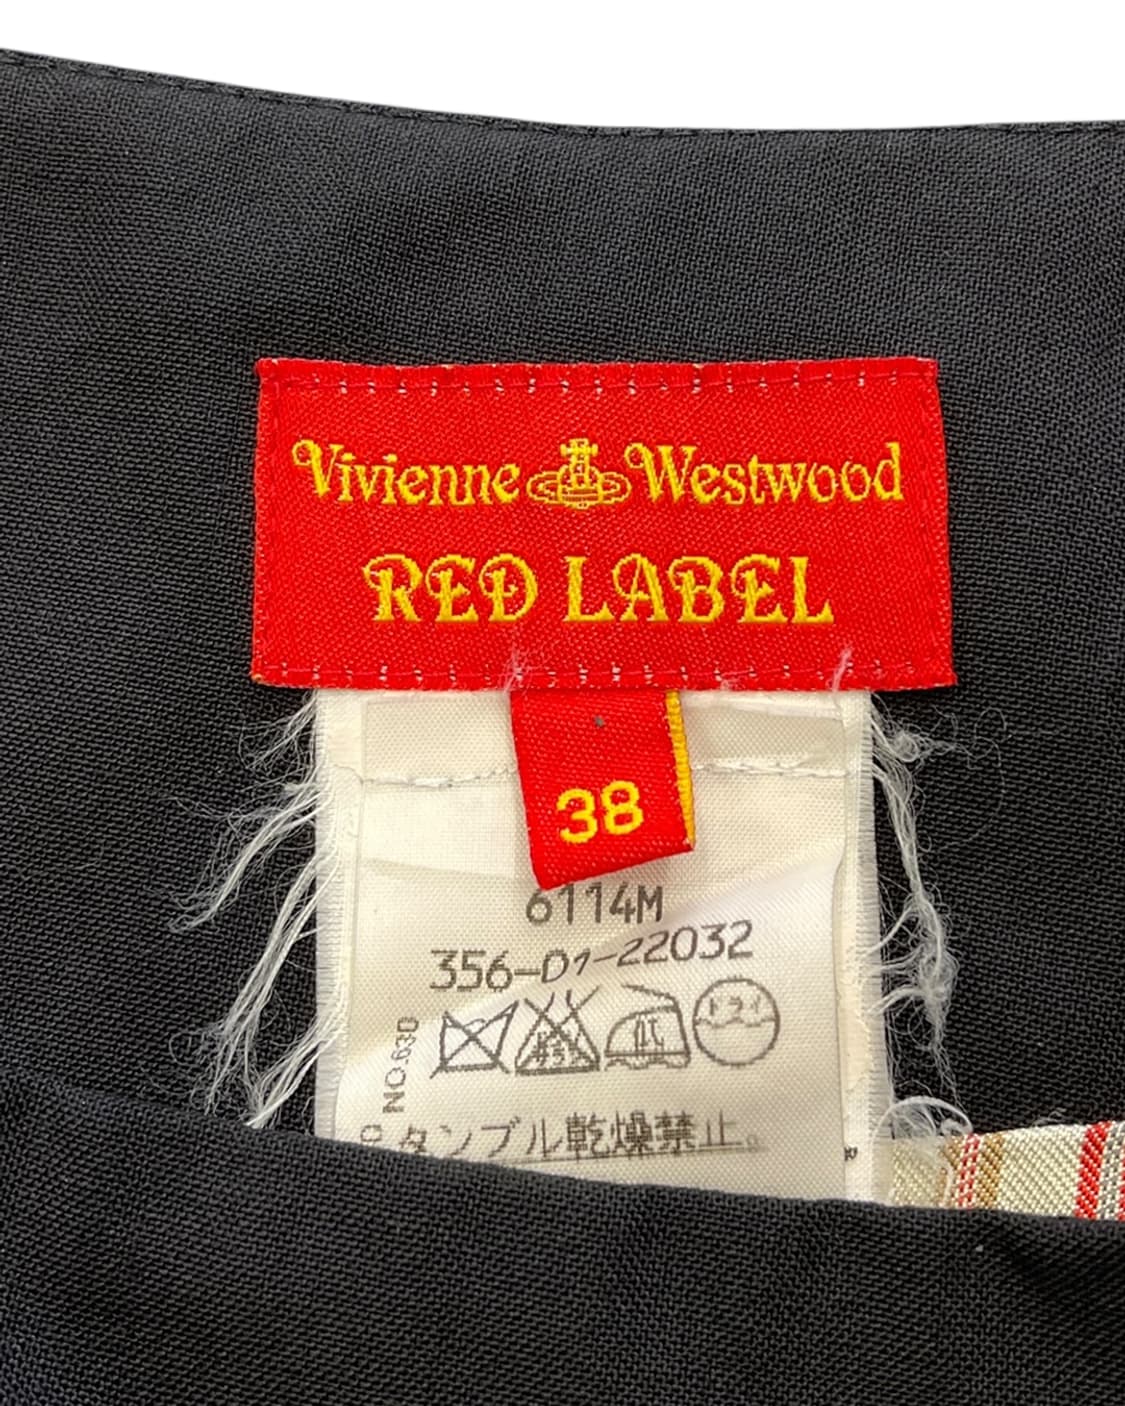 Vivienne Westwood
RED LABEL
38
6114M
356-01-22032
ドライ
NO.630
タンブル乾燥禁止。